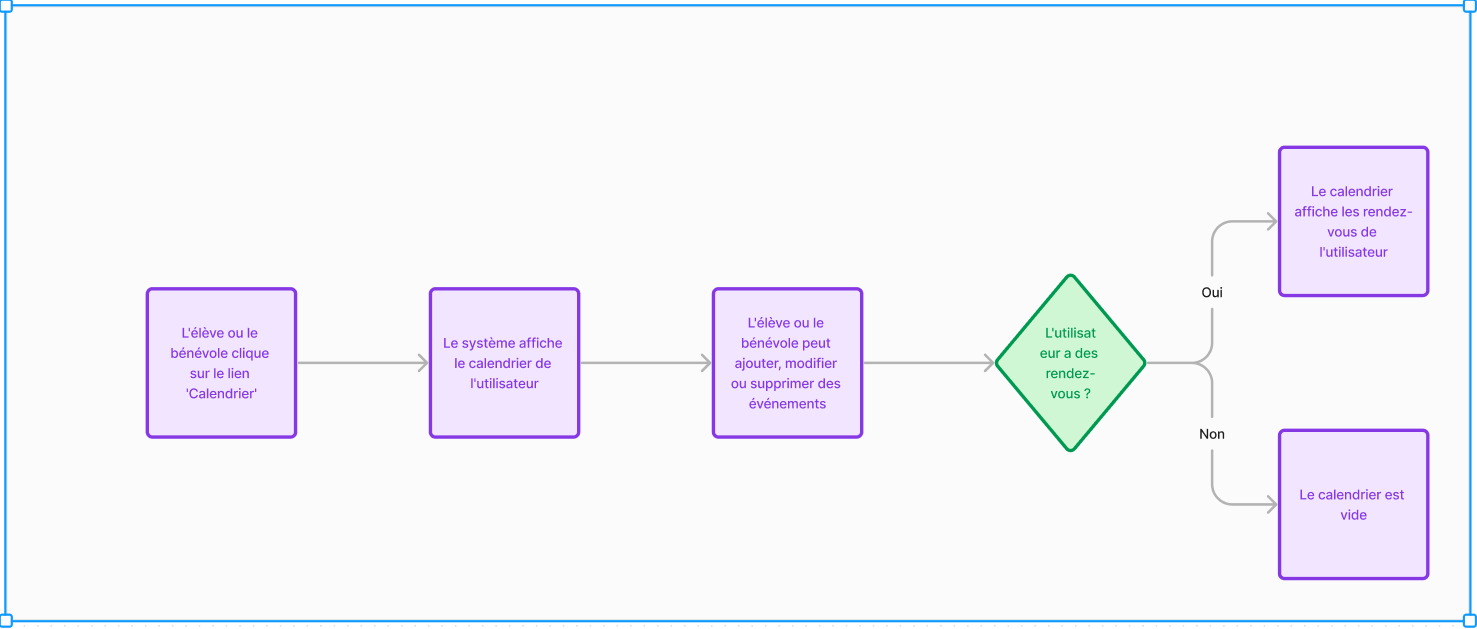 L'élève ou le
bénévole clique
sur le lien
'Calendrier'
Le système affiche
le calendrier de
l'utilisateur
L'élève ou le
bénévole peut
ajouter, modifier
ou supprimer des
événements
L'utilisat
eur a des
rendez-
vous ?
Oui
Le calendrier
affiche les rendez-
vous de
l'utilisateur
Non
Le calendrier est
vide